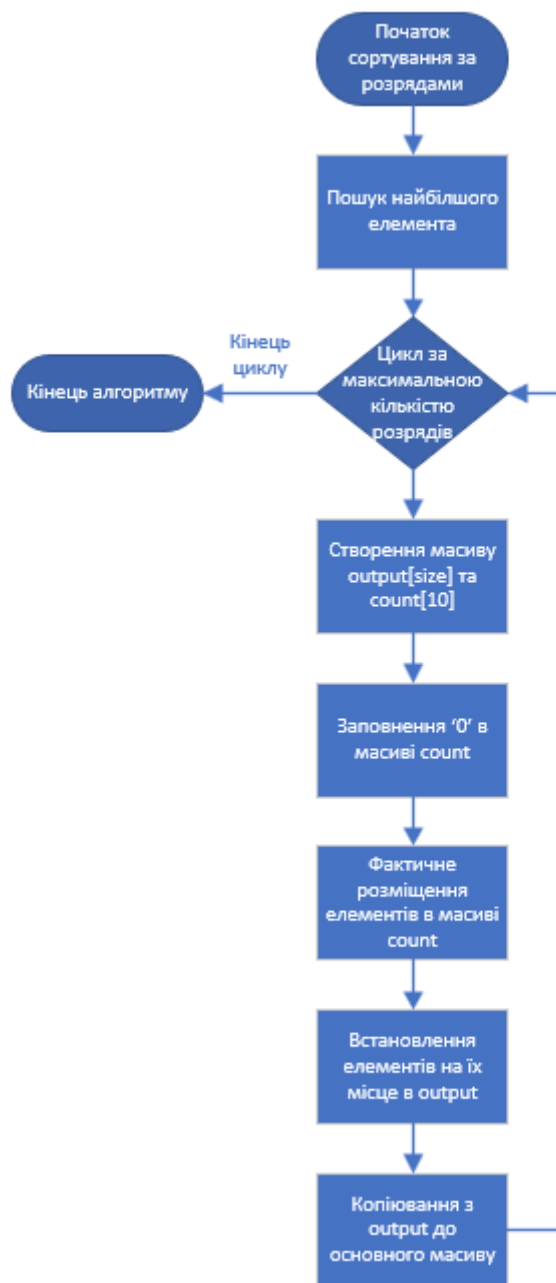 Початок
сортування за
розрядами
Пошук найбілшого
елемента
Кінець
циклу
Цикл за
максимальною
кількістю
розрядів
Кінець алгоритму
Створення масиву
output[size] та
count[10]
Заповнення ‘0’ в
масиві count
Фактичне
розміщення
елементів в масиві
count
Встановлення
елементів на їх
місце в output
Копіювання з
output до
основного масиву